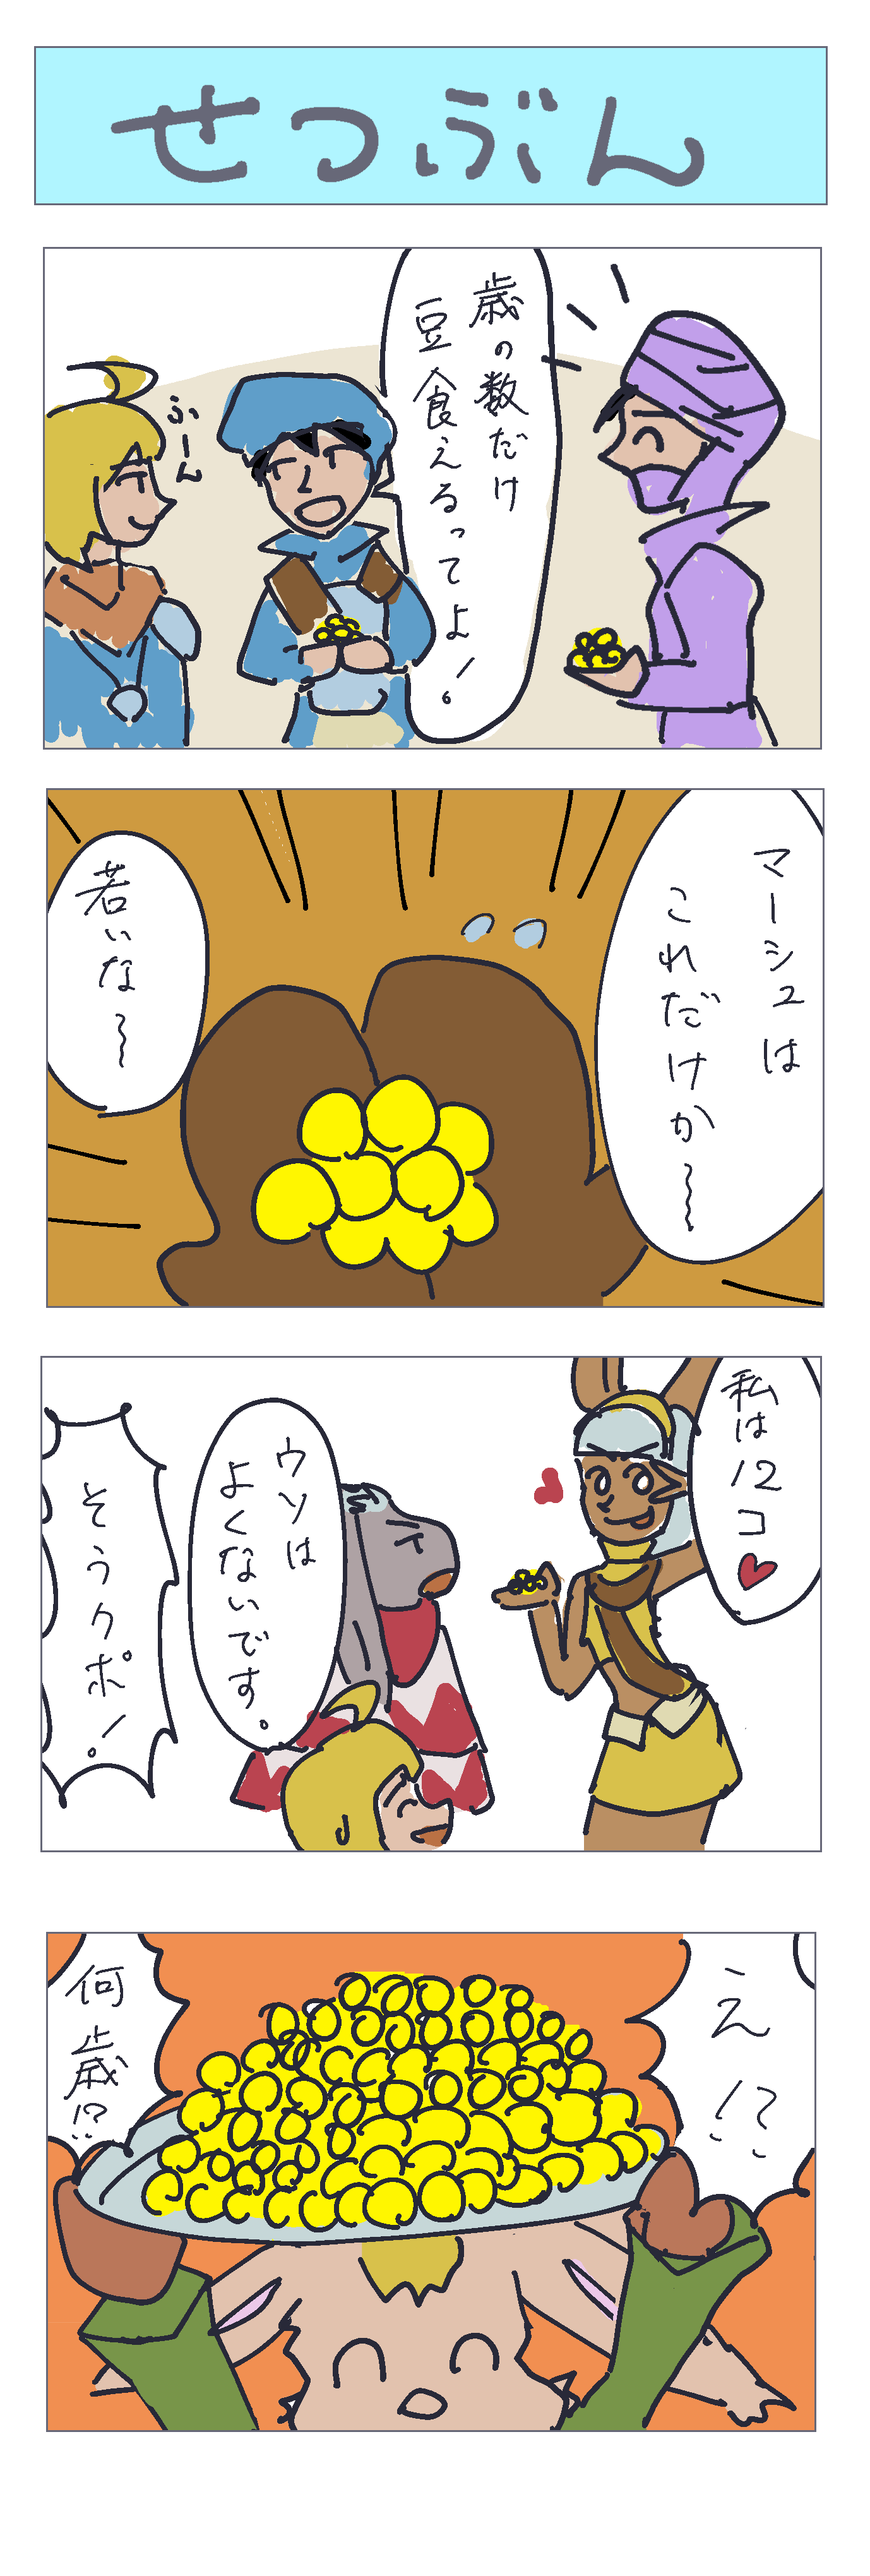 せつぶん
歳の数だけ
豆食えるってよ!。
ふーん
マーシュは
これだけか〜
若いな〜
私は
12
コ♥
ウソは
よくないです。
そうクポ!。
え!?
何歳!?